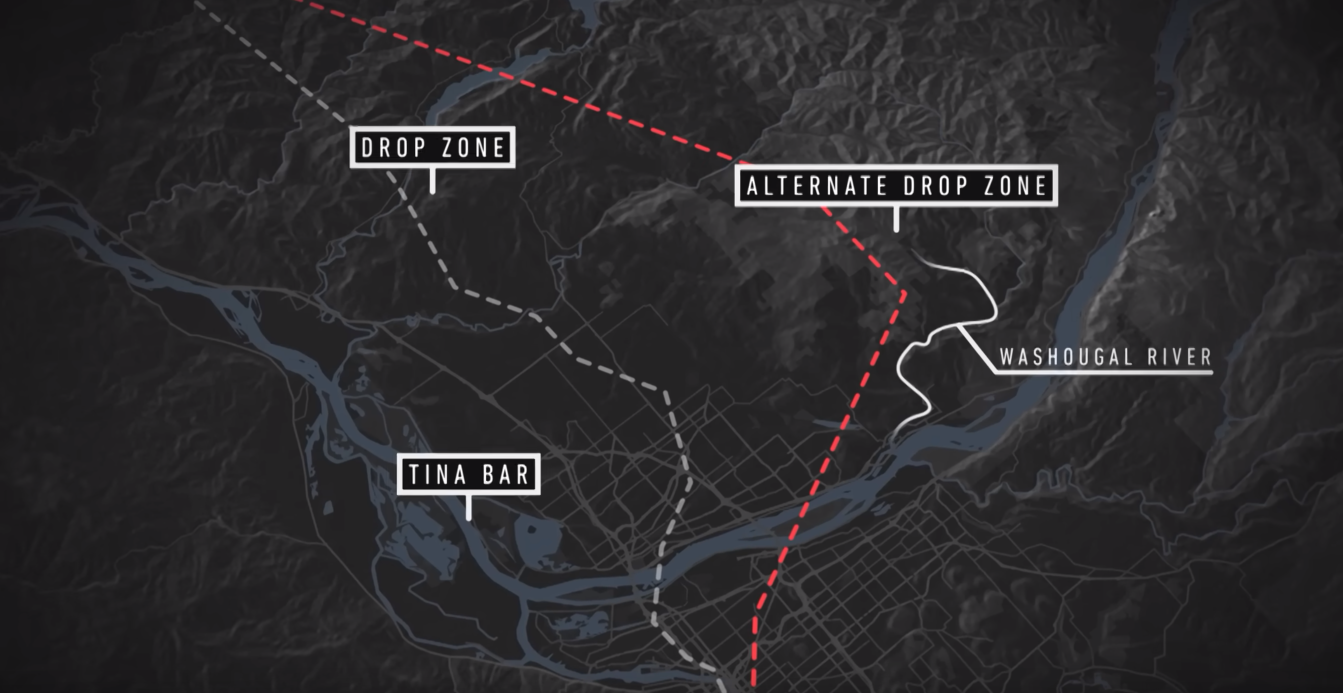 DROP ZONE
ALTERNATE DROP ZONE
WASHOUGAL RIVER
TINA BAR